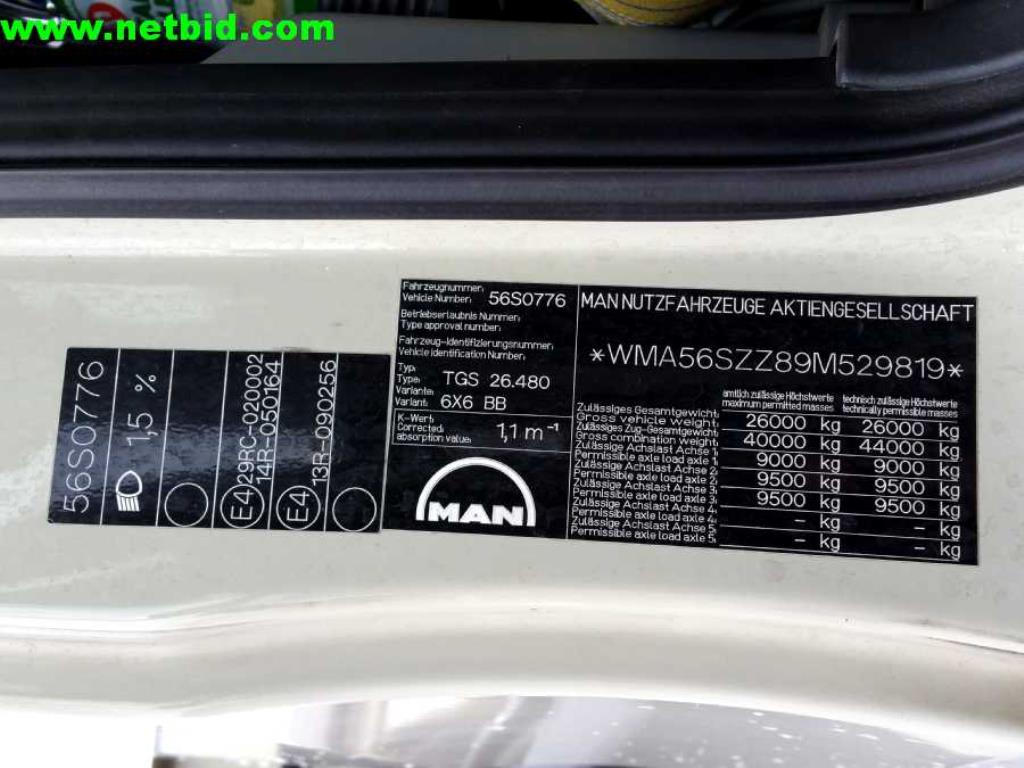 www.netbid.com
56S0776
1,5 %
E4 29RC-020002
14R-050164
E4 13R-090256
Fahrzeugnummer:
Vehicle Number: 56S0776
Betriebserlaubnis Nummer:
Type approval number:
Fahrzeug-Identifizierungsnummer:
Vehicle Identification Number:
Typ:
Type: TGS 26.480
Variante:
Variant: 6X6 BB
K-Wert:
Corrected absorption value: 1,1 m⁻¹
MAN
MAN NUTZFAHRZEUGE AKTIENGESELLSCHAFT
*WMA56SZZ89M529819*
amtlich zulässige Höchstwerte technisch zulässige Höchstwerte
maximum permitted masses technically permissible masses
Zulässiges Gesamtgewicht:
Gross vehicle weight: 26000 kg 26000 kg
Zulässiges Zug-Gesamtgewicht:
Gross combination weight: 40000 kg 44000 kg
Zulässige Achslast Achse 1:
Permissible axle load axle 1: 9000 kg 9000 kg
Zulässige Achslast Achse 2:
Permissible axle load axle 2: 9500 kg 9500 kg
Zulässige Achslast Achse 3:
Permissible axle load axle 3: 9500 kg 9500 kg
Zulässige Achslast Achse 4:
Permissible axle load axle 4: – kg – kg
Zulässige Achslast Achse 5:
Permissible axle load axle 5: – kg – kg